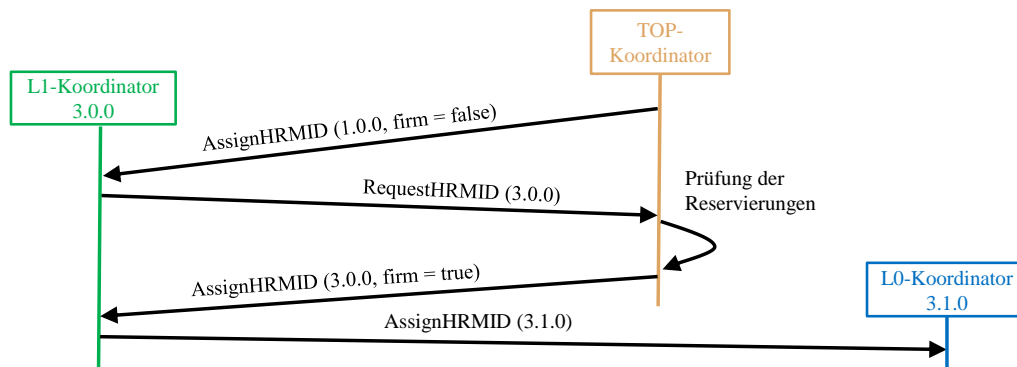 TOP-
Koordinator
L1-Koordinator
3.0.0
AssignHRMID (1.0.0, firm = false)
RequestHRMID (3.0.0)
Prüfung der
Reservierungen
AssignHRMID (3.0.0, firm = true)
L0-Koordinator
3.1.0
AssignHRMID (3.1.0)